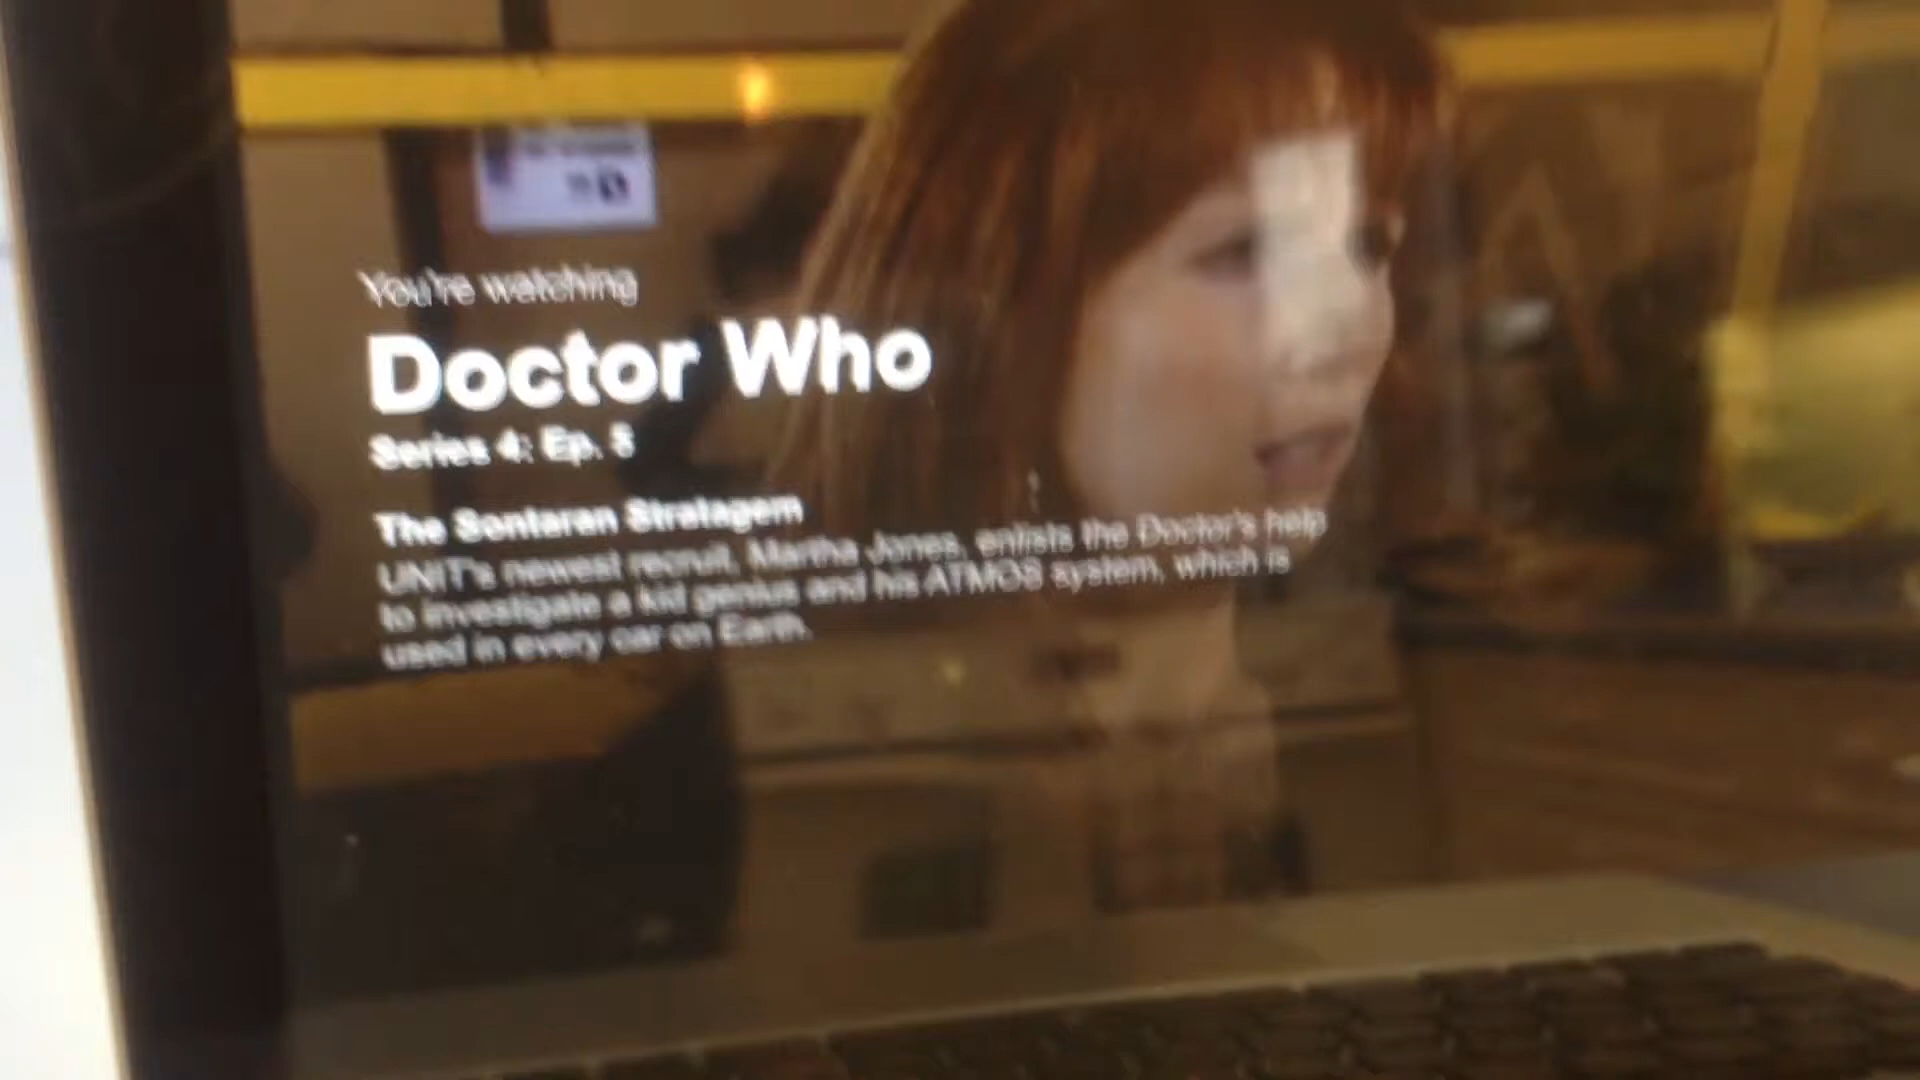 You're watching
Doctor Who
Series 4: Ep. 5
The Sontaran Stratagem
UNIT's newest recruit, Martha Jones, enlists the Doctor's help
to investigate a kid genius and his ATMOS system, which is
used in every car on Earth.